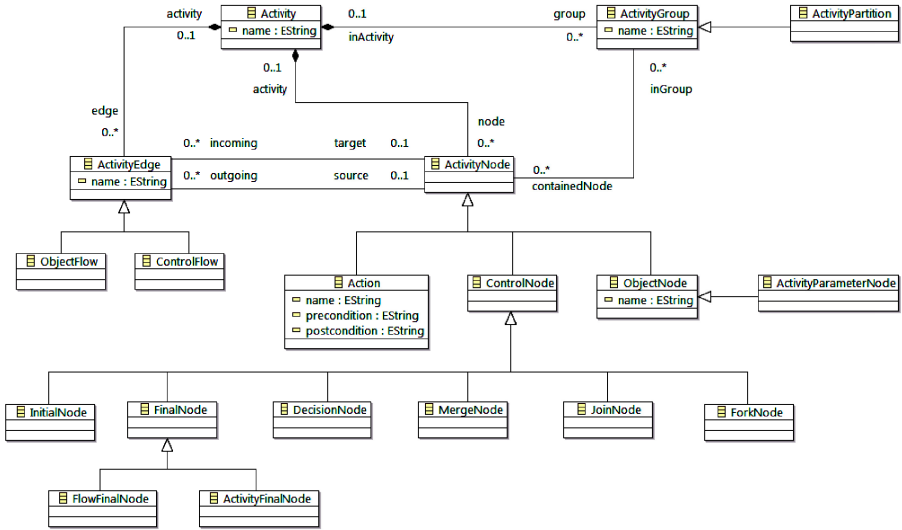 activity
Activity
name : EString
0..1
0..1
inActivity
group
0..*
ActivityGroup
name : EString
ActivityPartition
0..1
activity
0..*
inGroup
edge
0..*
node
0..*
ActivityEdge
name : EString
0..* incoming
target 0..1
0..* outgoing
source 0..1
ActivityNode
0..*
containedNode
ObjectFlow
ControlFlow
Action
name : EString
precondition : EString
postcondition : EString
ControlNode
ObjectNode
name : EString
ActivityParameterNode
InitialNode
FinalNode
DecisionNode
MergeNode
JoinNode
ForkNode
FlowFinalNode
ActivityFinalNode